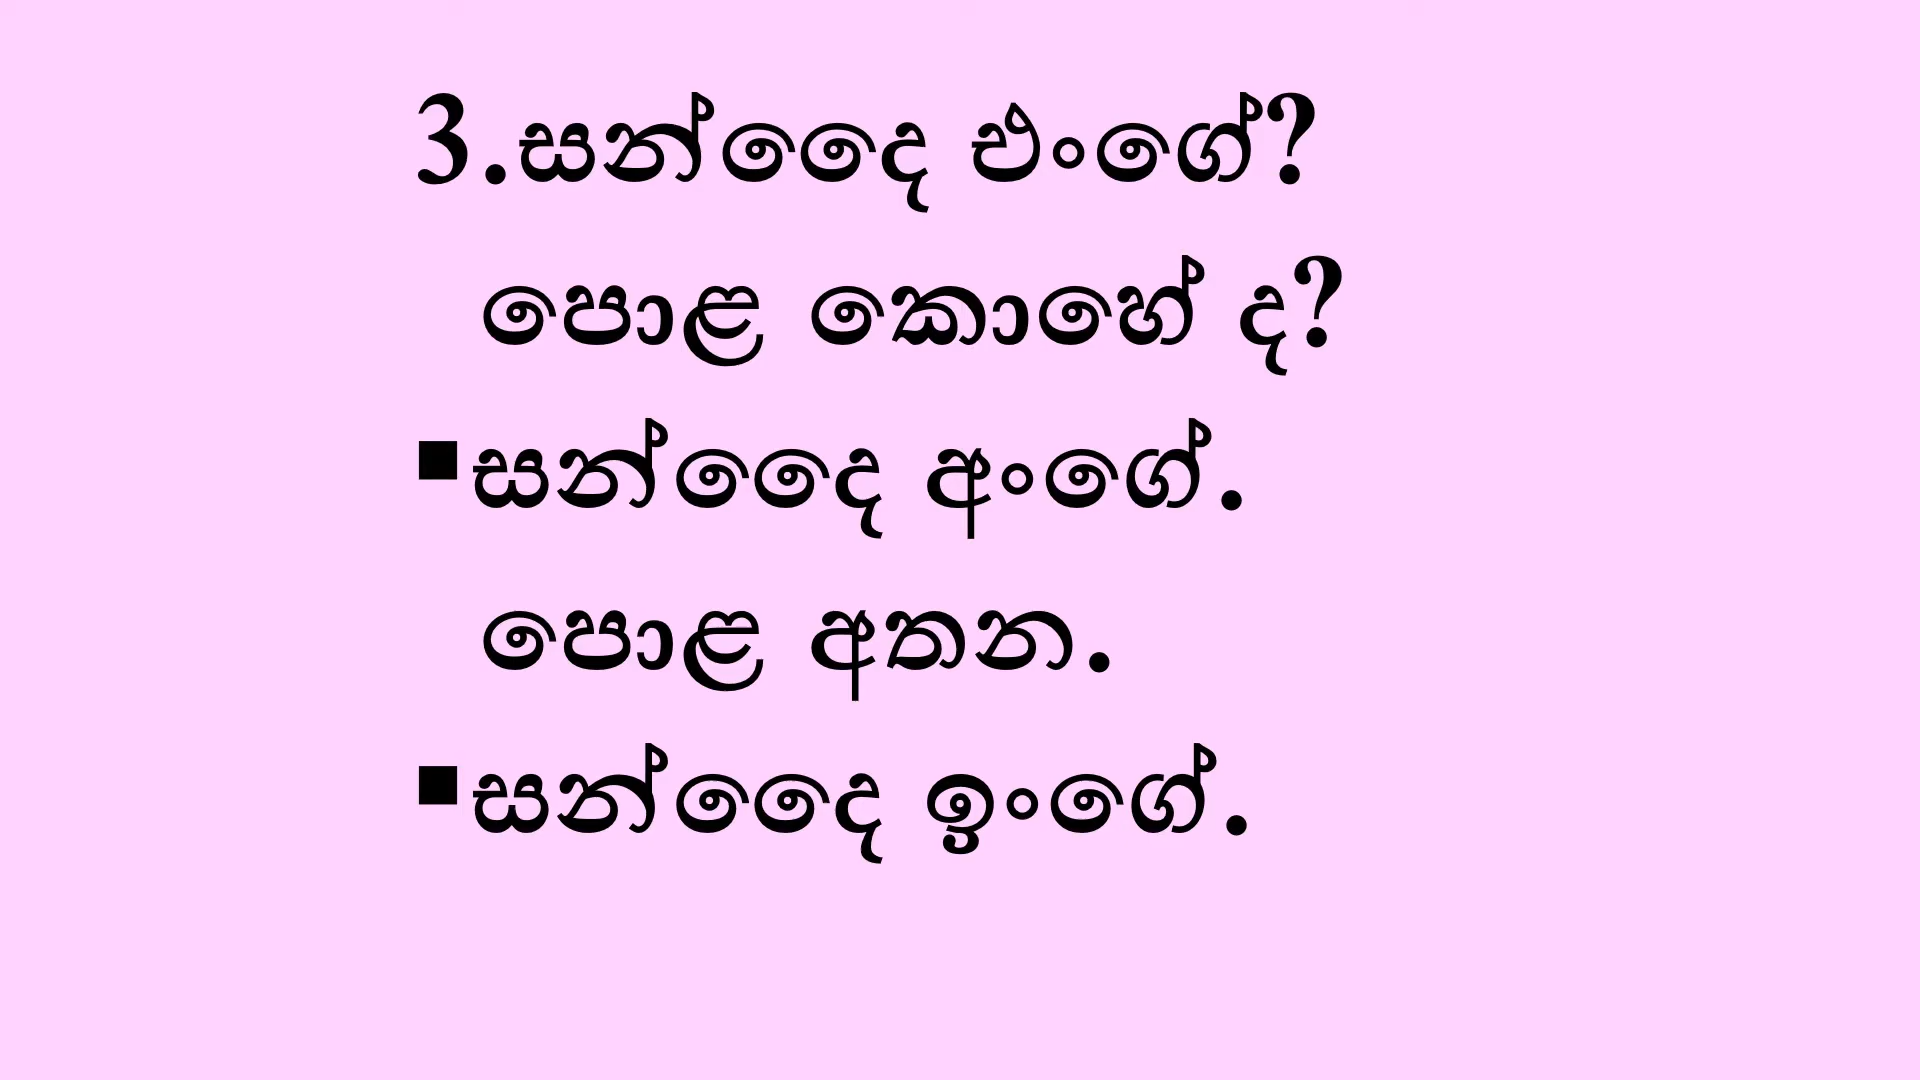 3.සන්දෛ එංගේ?
පොළ කොහේ ද?
▪සන්දෛ අංගේ.
පොළ අතන.
▪සන්දෛ ඉංගේ.